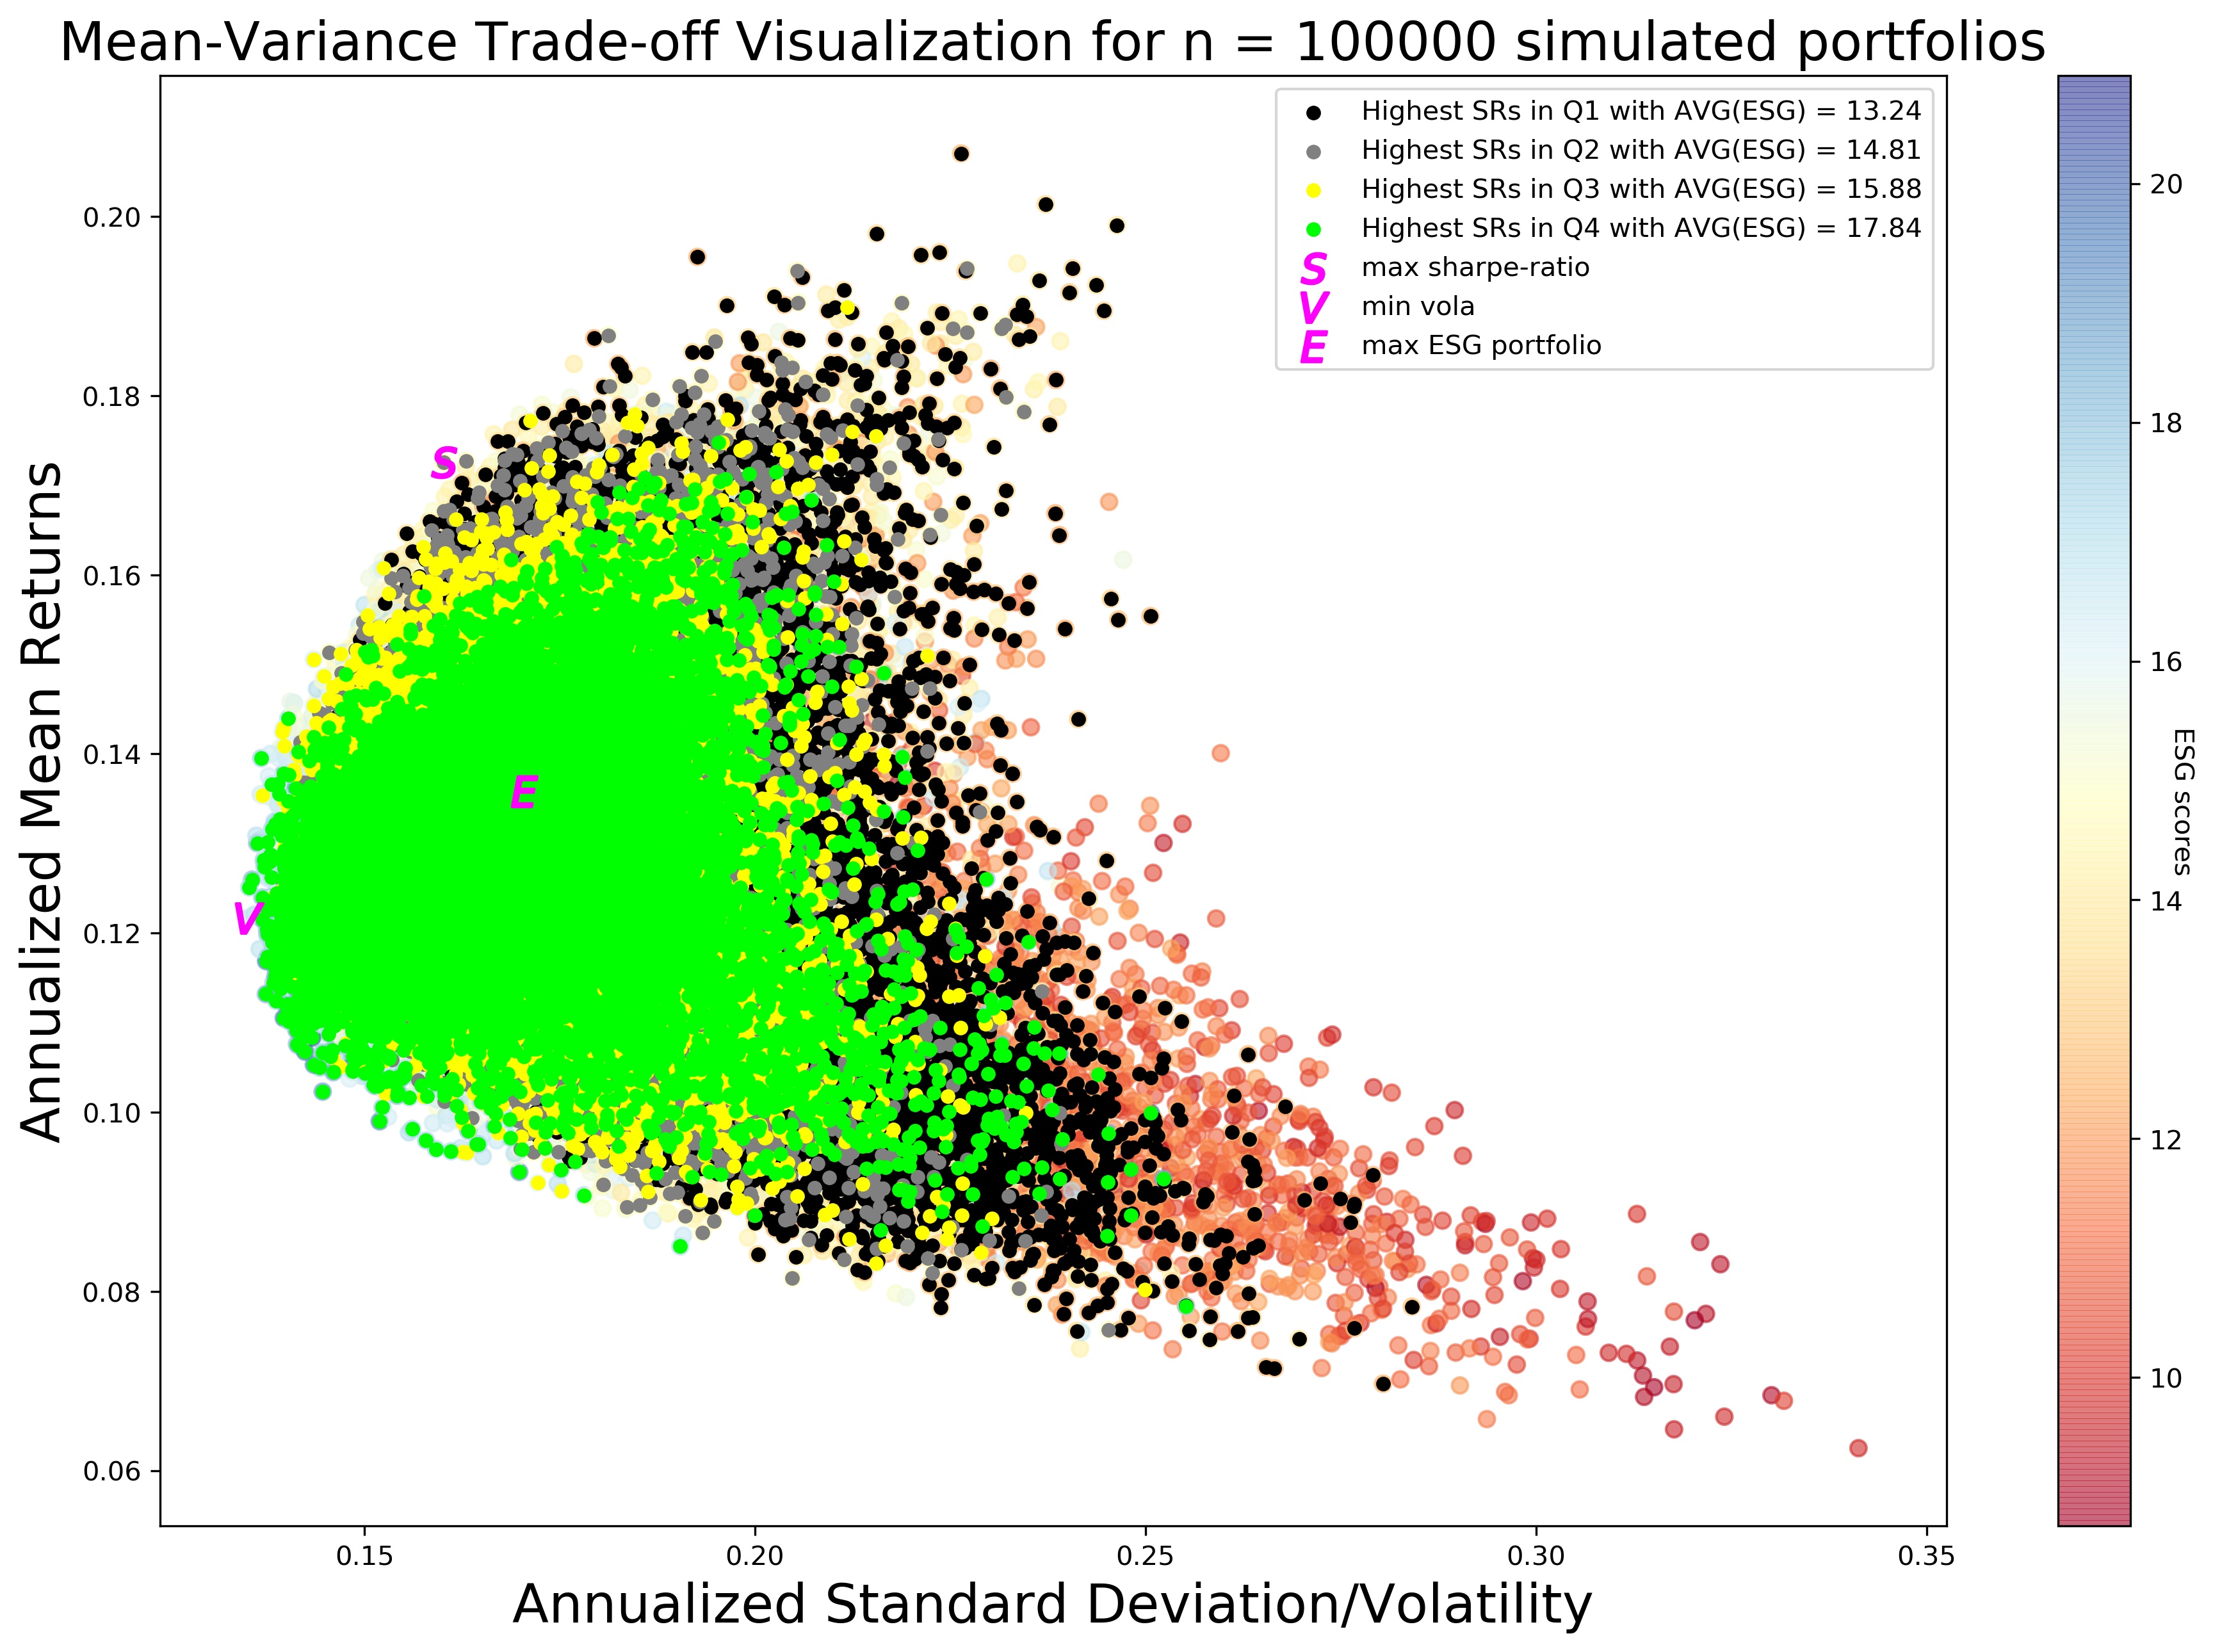 Mean-Variance Trade-off Visualization for n = 100000 simulated portfolios
Highest SRs in Q1 with AVG(ESG) = 13.24
Highest SRs in Q2 with AVG(ESG) = 14.81
Highest SRs in Q3 with AVG(ESG) = 15.88
Highest SRs in Q4 with AVG(ESG) = 17.84
S max sharpe-ratio
V min vola
E max ESG portfolio
S
E
V
Annualized Mean Returns
0.20
0.18
0.16
0.14
0.12
0.10
0.08
0.06
0.15 0.20 0.25 0.30 0.35
Annualized Standard Deviation/Volatility
20
18
16
14
12
10
ESG scores